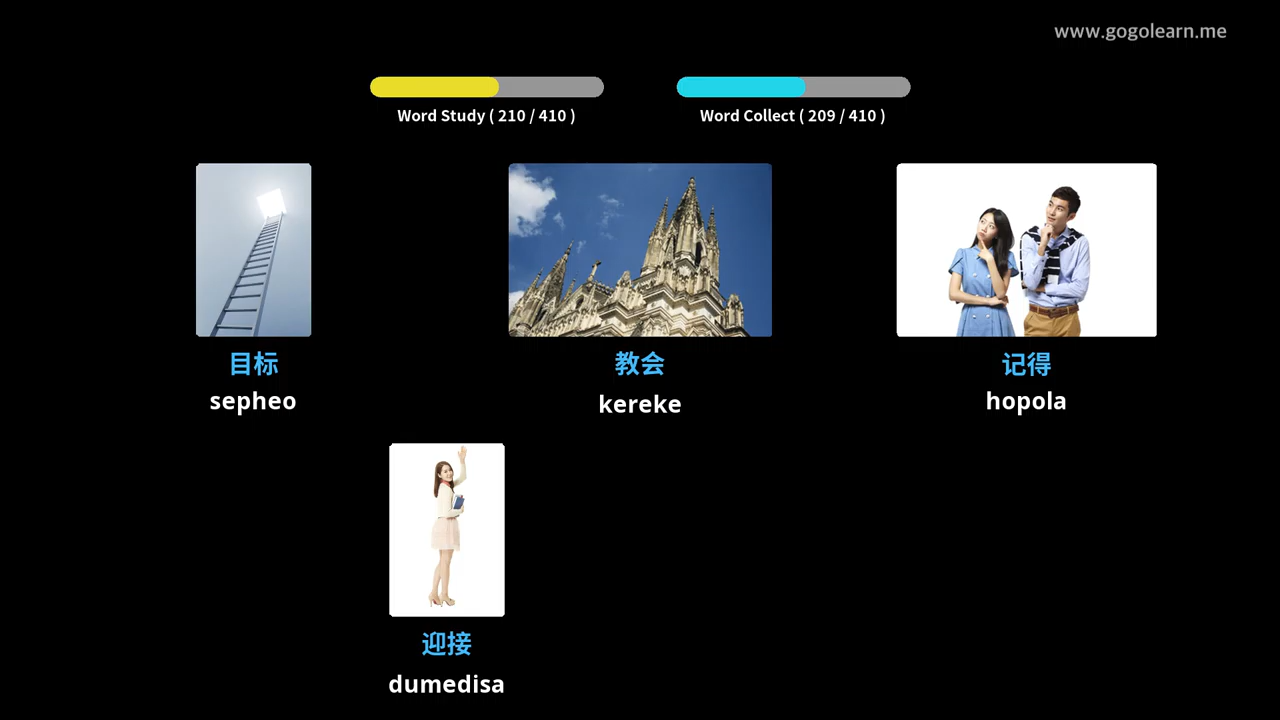 www.gogolearn.me
Word Study ( 210 / 410 )
Word Collect ( 209 / 410 )
目标
sepheo
教会
kereke
记得
hopola
迎接
dumedisa